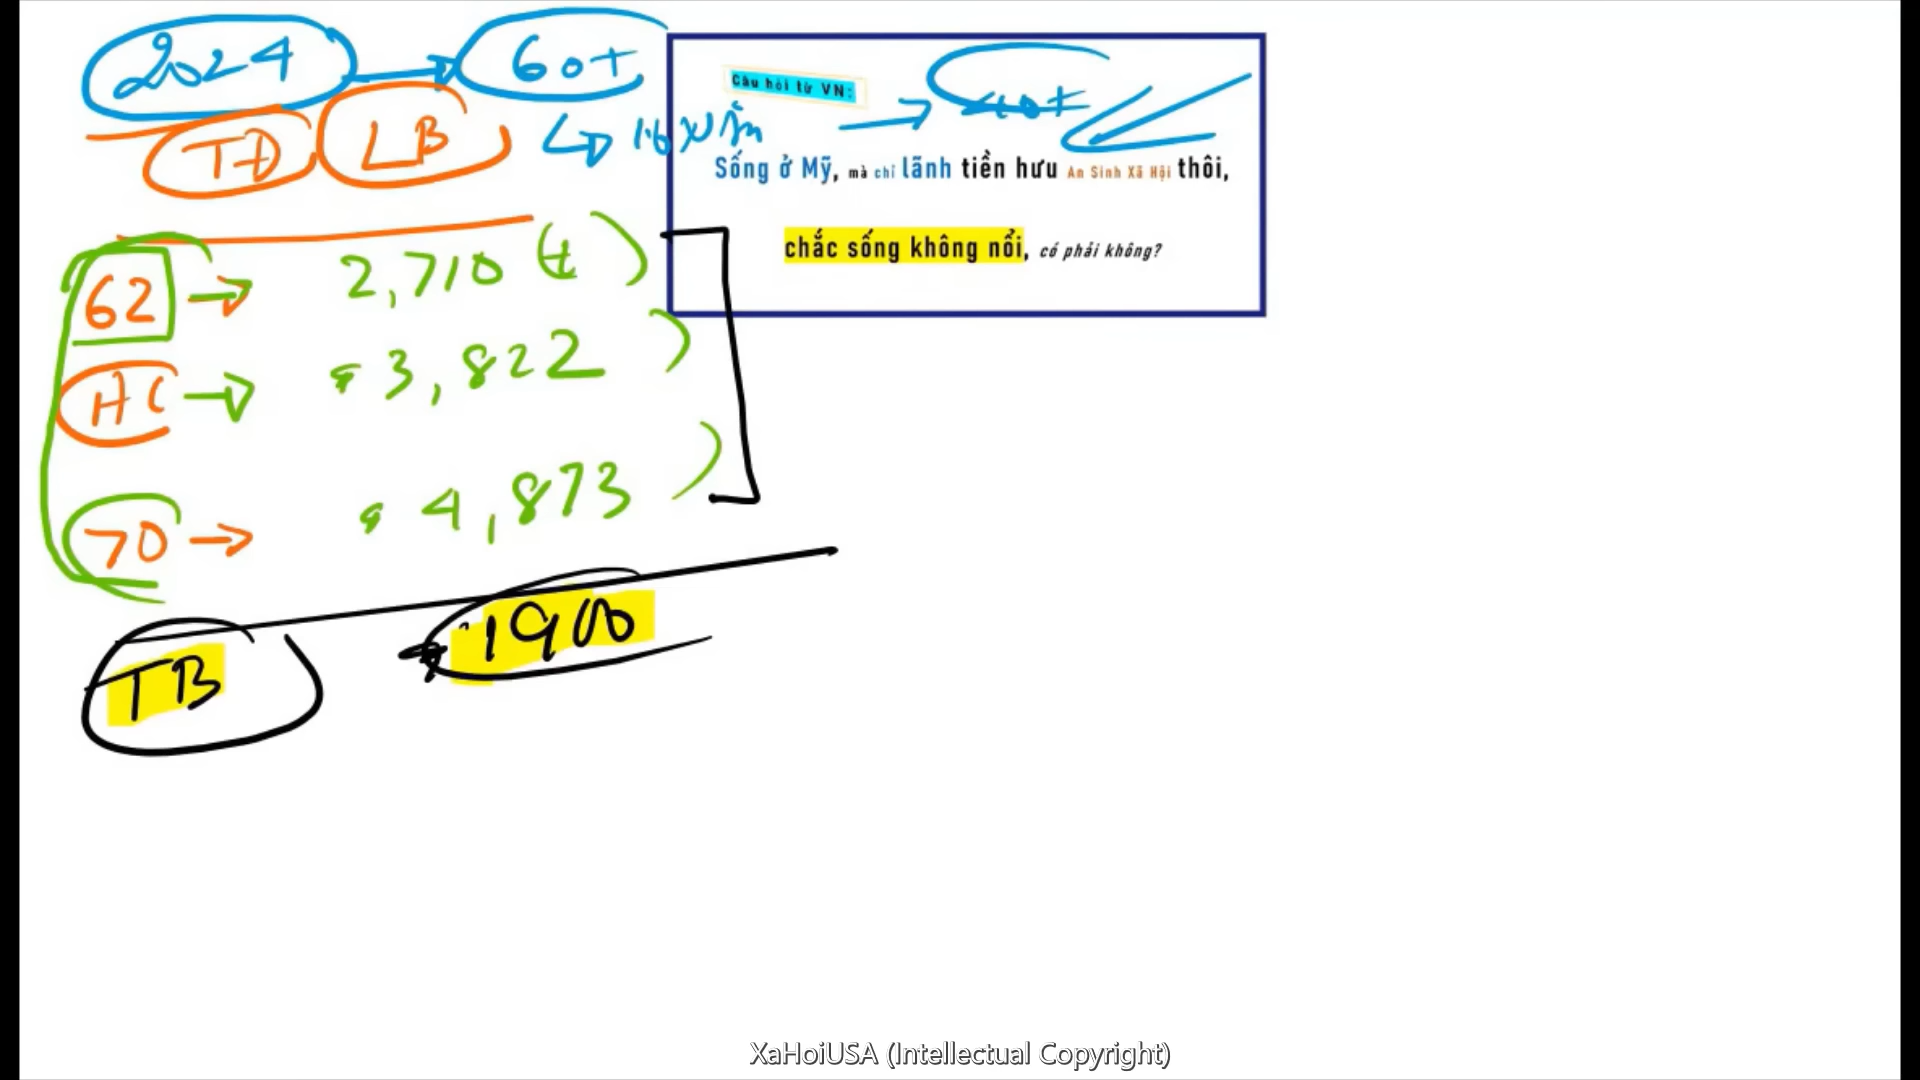 2024 → 60+
TĐ LB
Câu hỏi từ VN:
→ 40+
Sống ở Mỹ, mà chỉ lãnh tiền hưu An Sinh Xã Hội thôi,
chắc sống không nổi, có phải không?
62 → 2,710 (t)
HC → $3,822
70 → $4,873
TB 1900
XaHoiUSA (Intellectual Copyright)